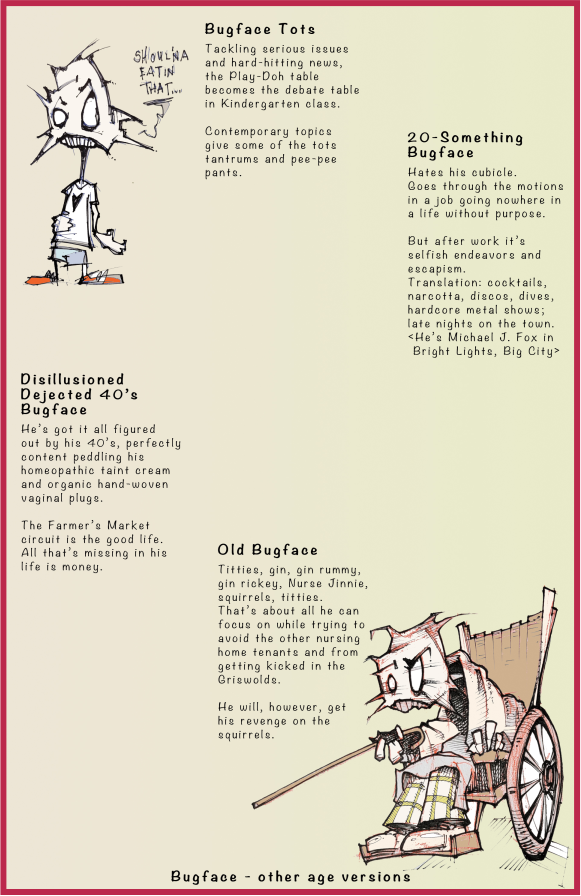 SHOUL'NA
EATIN
THAT...
Bugface Tots
Tackling serious issues
and hard-hitting news,
the Play-Doh table
becomes the debate table
in Kindergarten class.
Contemporary topics
give some of the tots
tantrums and pee-pee
pants.
20-Something
Bugface
Hates his cubicle.
Goes through the motions
in a job going nowhere in
a life without purpose.
But after work it's
selfish endeavors and
escapism.
Translation: cocktails,
narcotta, discos, dives,
hardcore metal shows;
late nights on the town.
<He's Michael J. Fox in
Bright Lights, Big City>
Disillusioned
Dejected 40's
Bugface
He's got it all figured
out by his 40's, perfectly
content peddling his
homeopathic taint cream
and organic hand-woven
vaginal plugs.
The Farmer's Market
circuit is the good life.
All that's missing in his
life is money.
Old Bugface
Titties, gin, gin rummy,
gin rickey, Nurse Jinnie,
squirrels, titties.
That's about all he can
focus on while trying to
avoid the other nursing
home tenants and from
getting kicked in the
Griswolds.
He will, however, get
his revenge on the
squirrels.
Bugface - other age versions